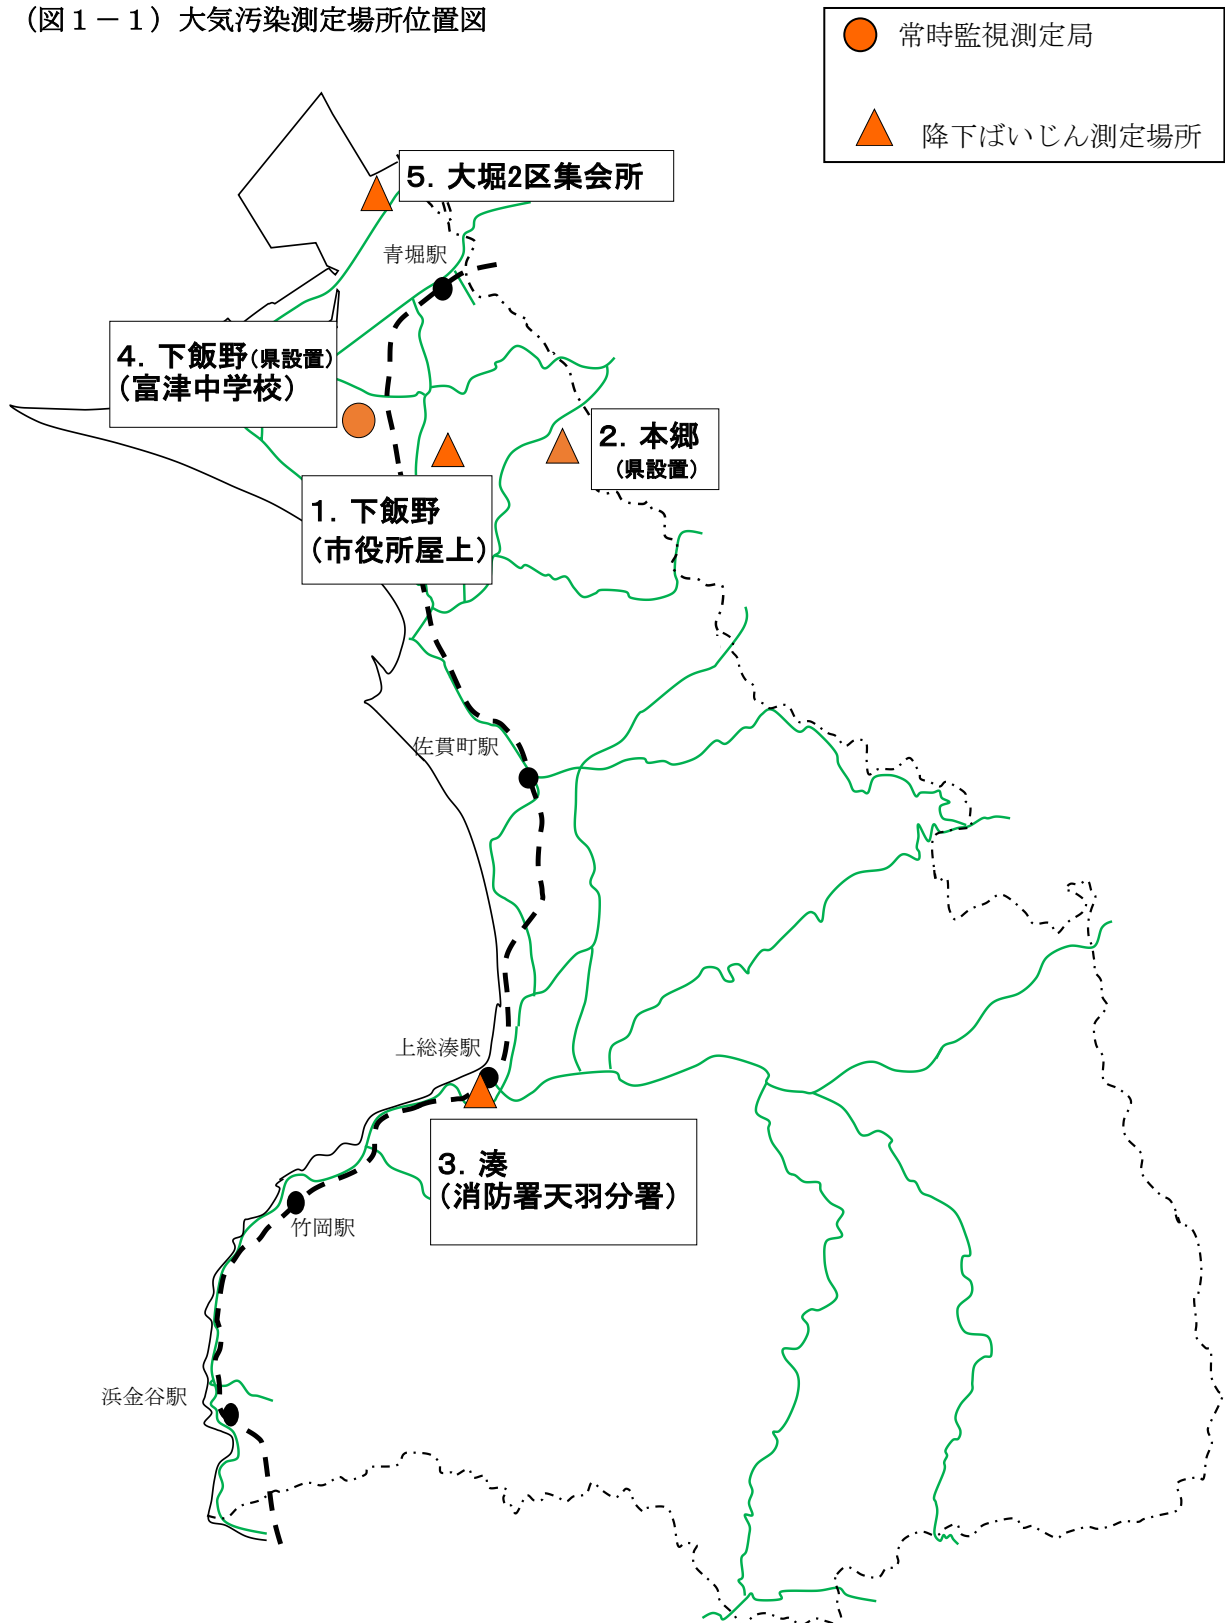 (図1-1)大気汚染測定場所位置図
常時監視測定局
降下ばいじん測定場所
5. 大堀2区集会所
青堀駅
4. 下飯野(県設置)
(富津中学校)
2. 本郷
(県設置)
1. 下飯野
(市役所屋上)
佐貫町駅
上総湊駅
3. 湊
(消防署天羽分署)
竹岡駅
浜金谷駅